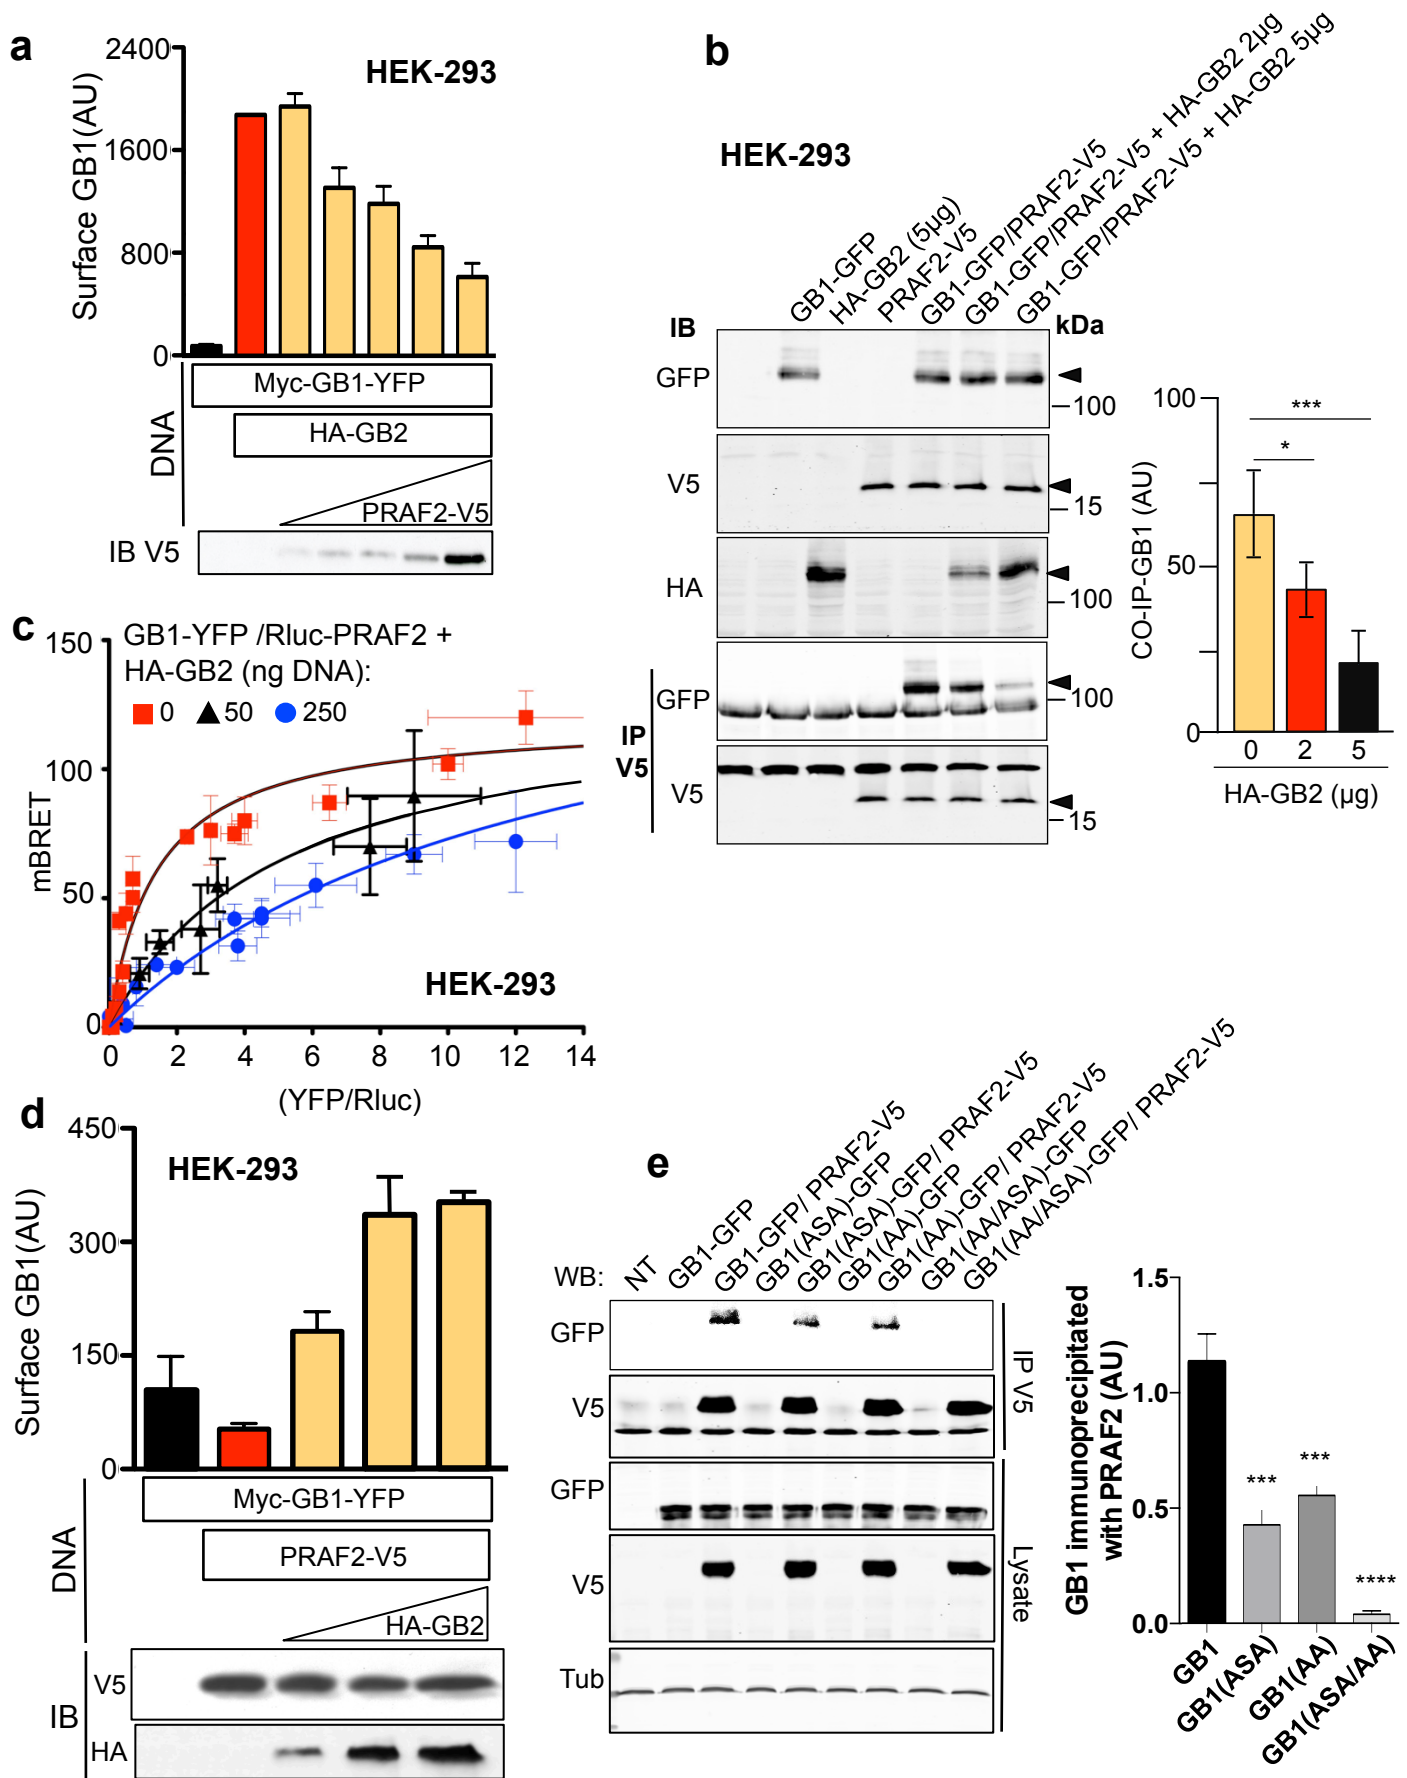 a
2400
1600
800
0
Surface GB1(AU)
HEK-293
DNA
Myc-GB1-YFP
HA-GB2
PRAF2-V5
IB V5
b
HEK-293
GB1-GFP
HA-GB2 (5µg)
PRAF2-V5
GB1-GFP/PRAF2-V5
GB1-GFP/PRAF2-V5 + HA-GB2 2µg
GB1-GFP/PRAF2-V5 + HA-GB2 5µg
IB
kDa
GFP
100
V5
15
HA
100
IP
V5
GFP
100
V5
15
CO-IP-GB1 (AU)
100
50
0
***
*
0 2 5
HA-GB2 (µg)
c
GB1-YFP /Rluc-PRAF2 +
HA-GB2 (ng DNA):
0 50 250
mBRET
150
100
50
0
HEK-293
0 2 4 6 8 10 12 14
(YFP/Rluc)
d
450
300
150
0
Surface GB1(AU)
HEK-293
DNA
Myc-GB1-YFP
PRAF2-V5
HA-GB2
IB
V5
HA
e
WB:
NT
GB1-GFP
GB1-GFP/ PRAF2-V5
GB1(ASA)-GFP
GB1(ASA)-GFP/ PRAF2-V5
GB1(AA)-GFP
GB1(AA)-GFP/ PRAF2-V5
GB1(AA/ASA)-GFP
GB1(AA/ASA)-GFP/ PRAF2-V5
GFP
V5
IP V5
GFP
V5
Tub
Lysate
GB1 immunoprecipitated
with PRAF2 (AU)
1.5
1.0
0.5
0.0
***
***
****
GB1
GB1(ASA)
GB1(AA)
GB1(ASA/AA)